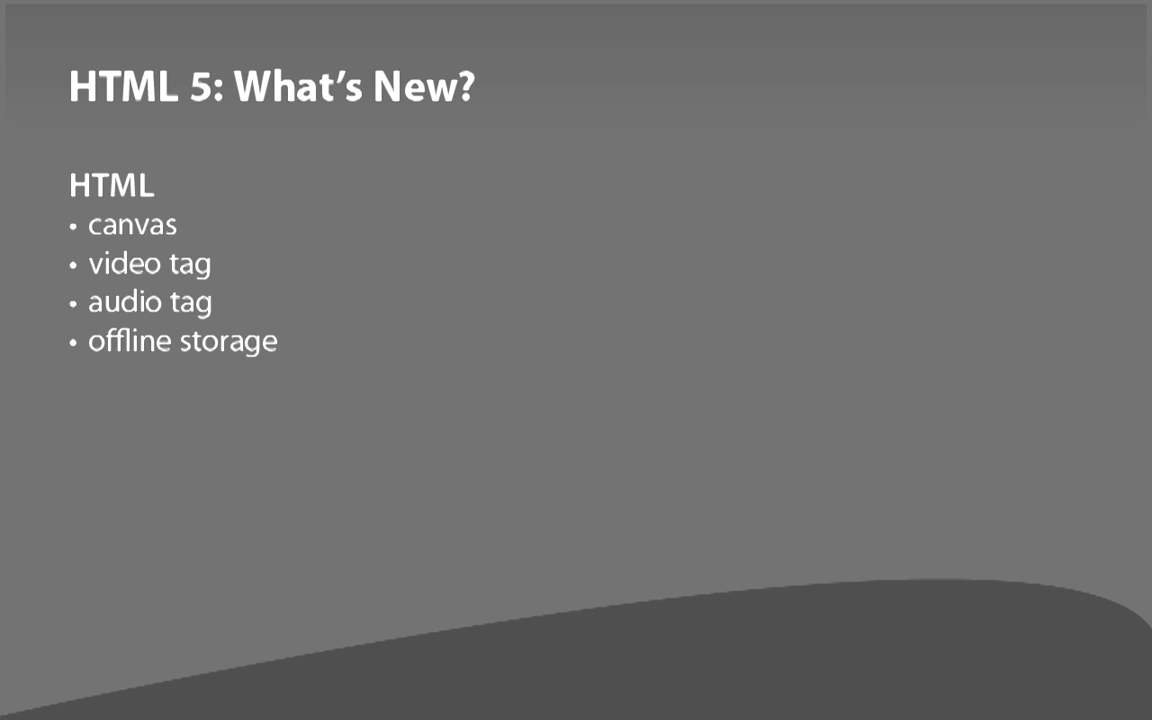 HTML 5: What’s New?
HTML
• canvas
• video tag
• audio tag
• offline storage